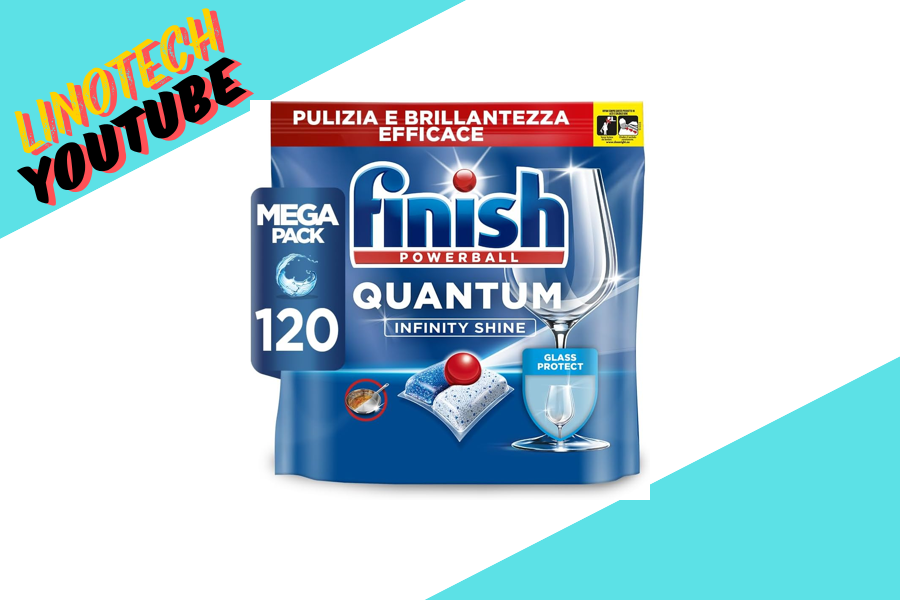 LINOTECH
YOUTUBE
PULIZIA E BRILLANTEZZA
EFFICACE
MEGA
PACK
120
finish
POWERBALL
QUANTUM
INFINITY SHINE
GLASS
PROTECT